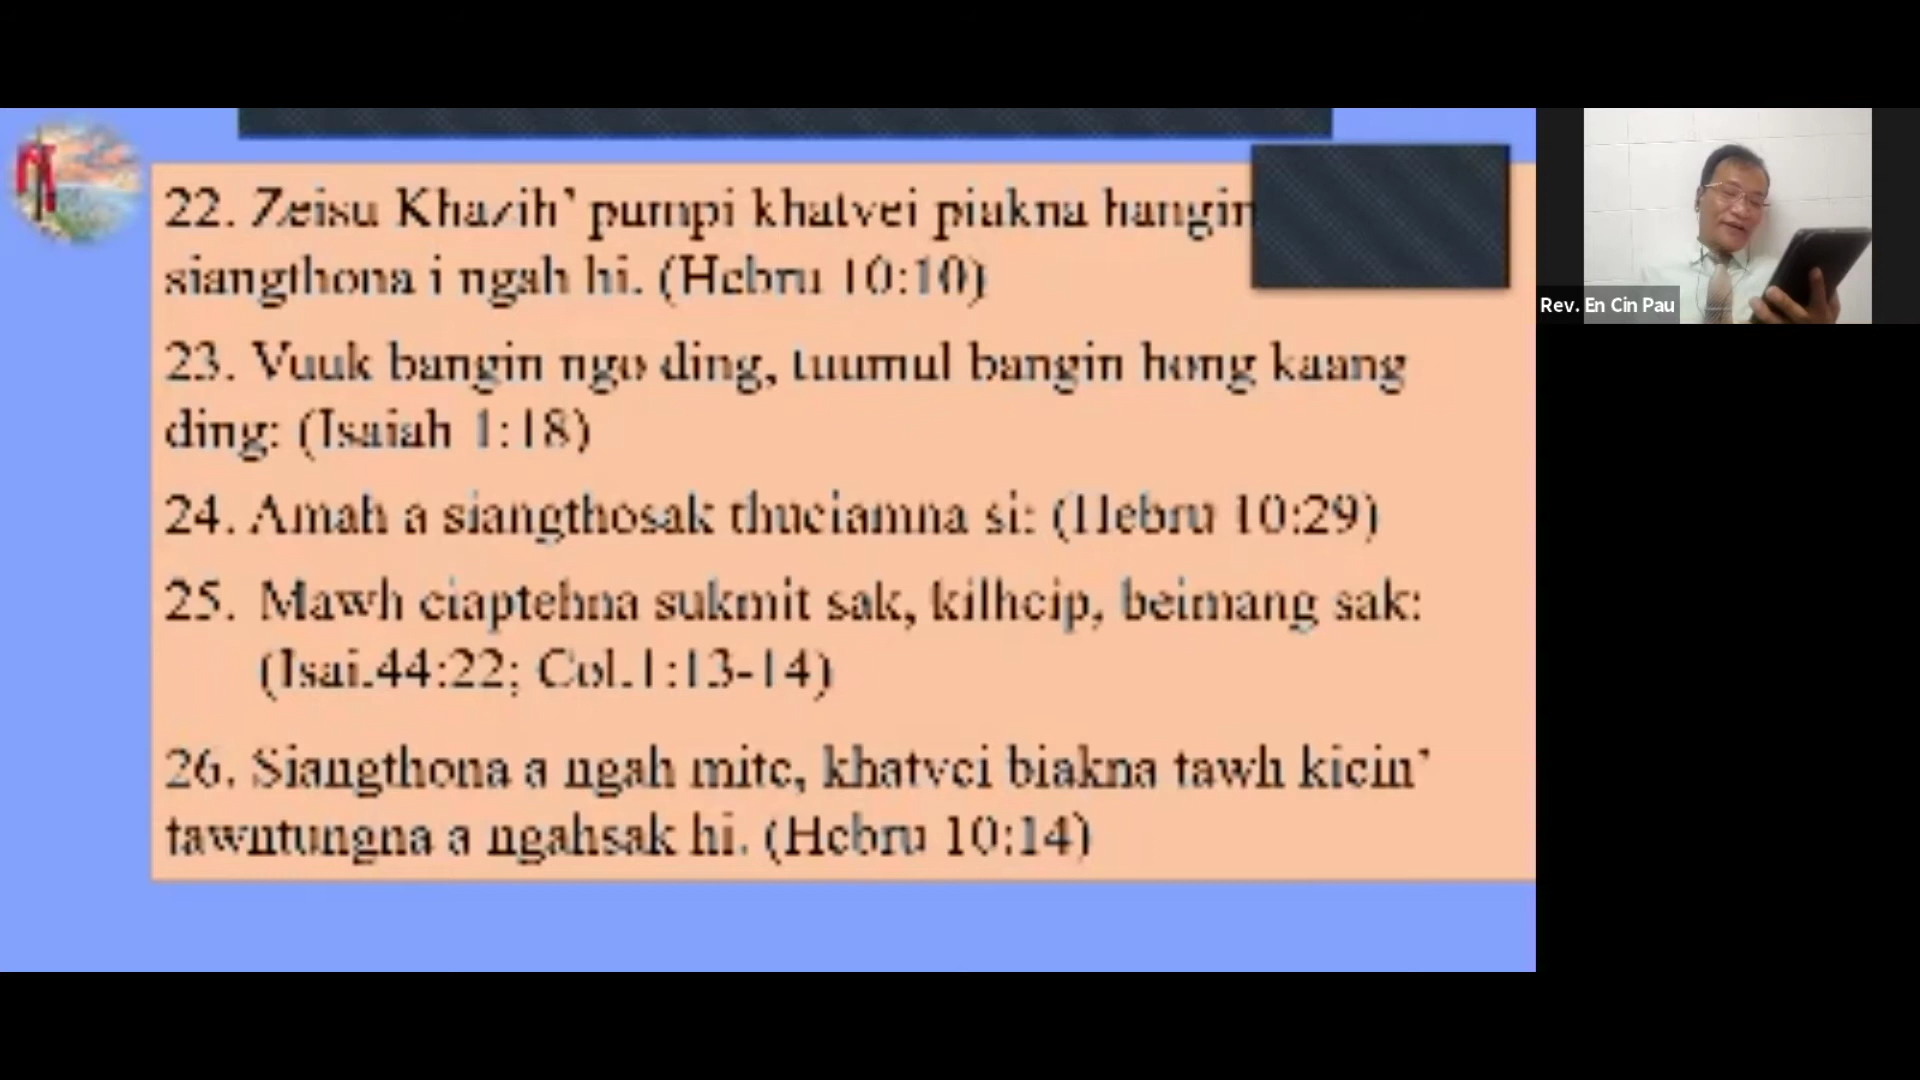 22. Zeisu Khazih’ pumpi khatvei piakna hangin
siangthona i ngah hi. (Hebru 10:10)
23. Vuuk bangin ngo ding, tuumul bangin hong kaang
ding: (Isaiah 1:18)
24. Amah a siangthosak thuciamna si: (Hebru 10:29)
25. Mawh ciaptehna sukmit sak, kilhcip, beimang sak:
(Isai.44:22; Col.1:13-14)
26. Siangthona a ngah mite, khatvei biakna tawh kicin’
tawntungna a ngahsak hi. (Hebru 10:14)
Rev. En Cin Pau